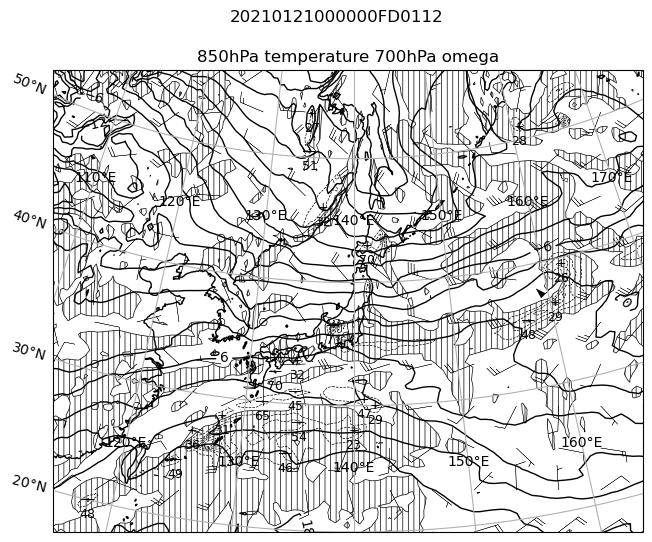 20210121000000FD0112
850hPa temperature 700hPa omega
50°N
-6
51
28
110°E
170°E
120°E
160°E
130°E
140°E
150°E
40°N
-6
26
29
48
30°N
-6
32
70
45
65
47
29
54
36
23
120°E
160°E
130°E
150°E
140°E
46
49
20°N
48
18